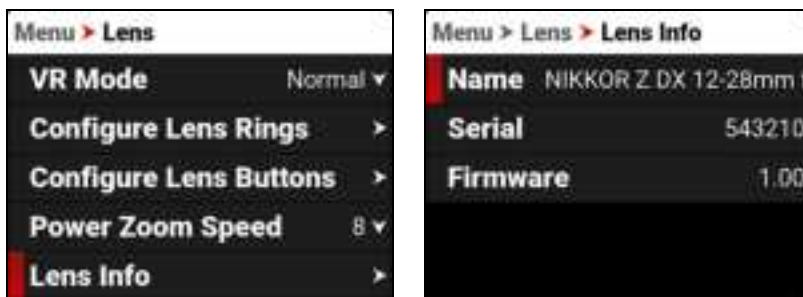 Menu > Lens
VR Mode Normal
Configure Lens Rings
Configure Lens Buttons
Power Zoom Speed 8
Lens Info
Menu > Lens > Lens Info
Name NIKKOR Z DX 12-28mm
Serial 543210
Firmware 1.00